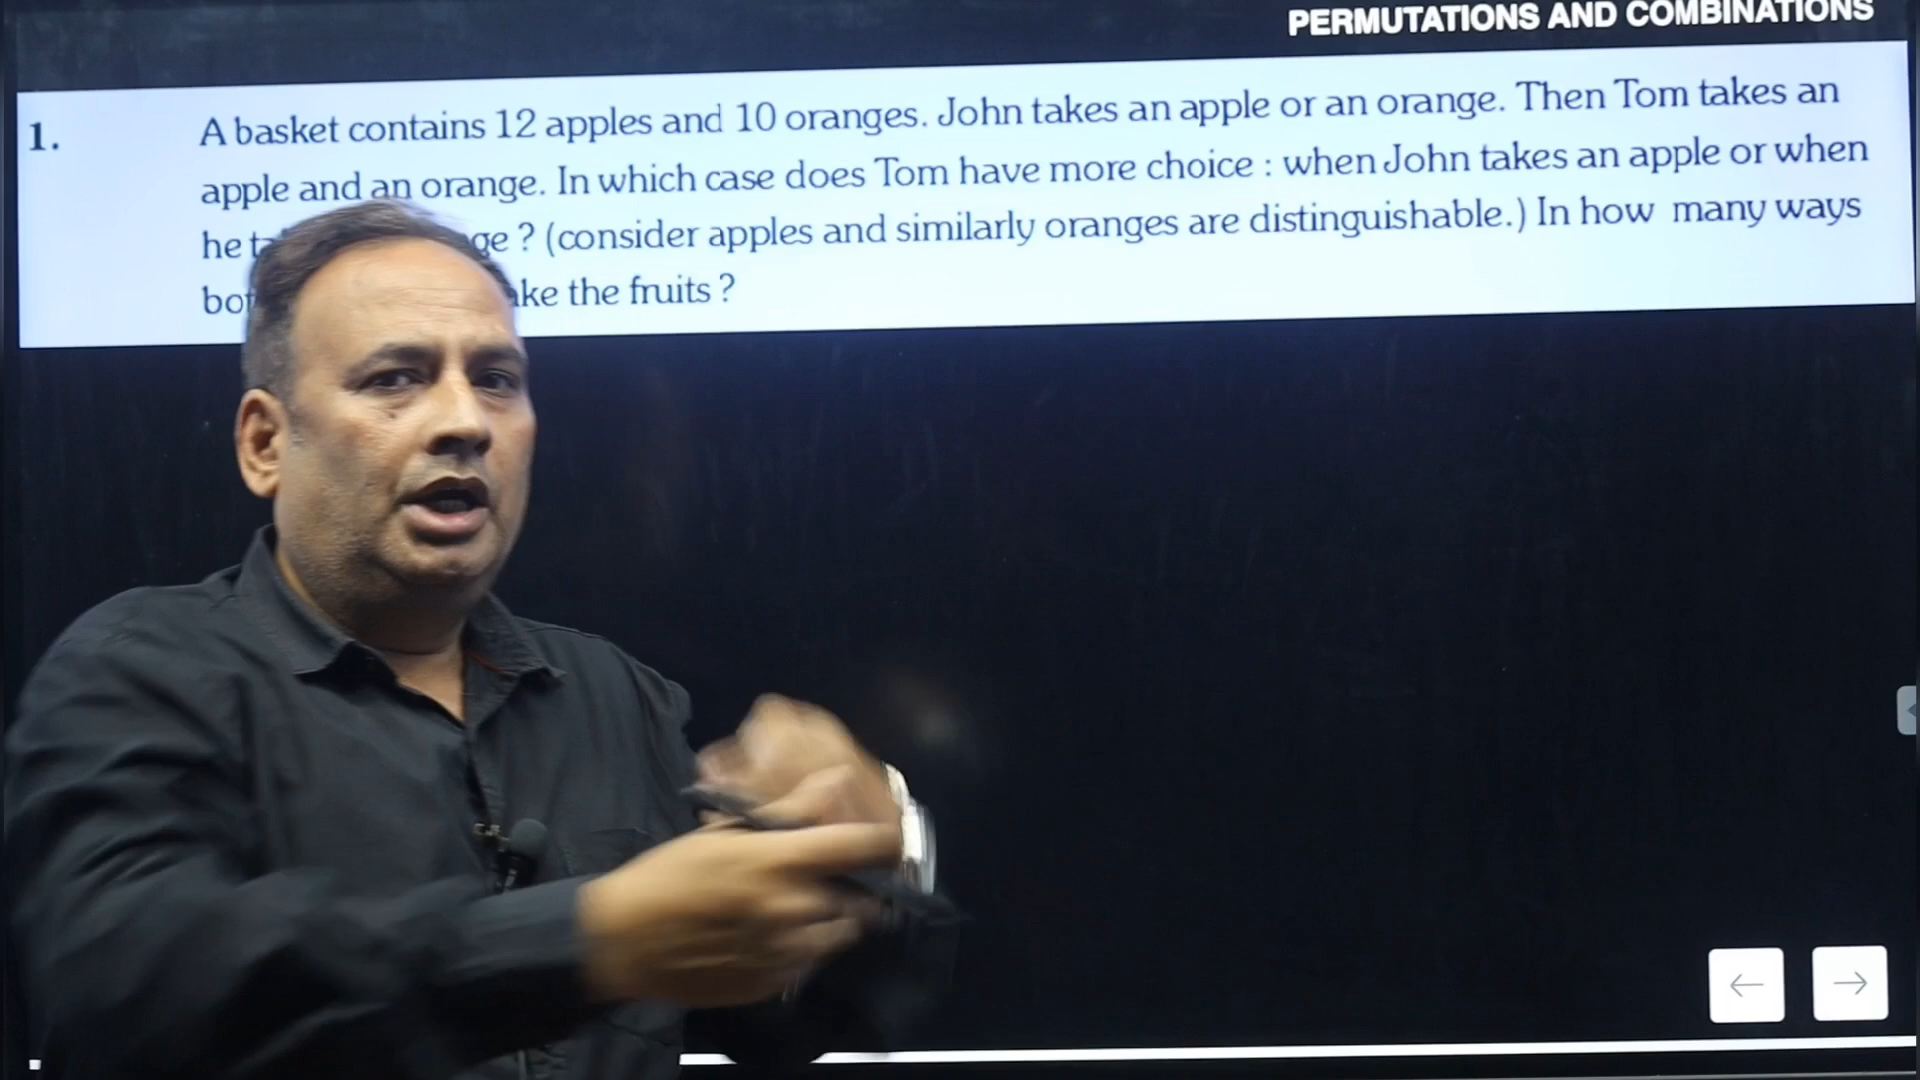 PERMUTATIONS AND COMBINATIONS
1. A basket contains 12 apples and 10 oranges. John takes an apple or an orange. Then Tom takes an
apple and an orange. In which case does Tom have more choice : when John takes an apple or when
he ? (consider apples and similarly oranges are distinguishable.) In how many ways
the fruits ?